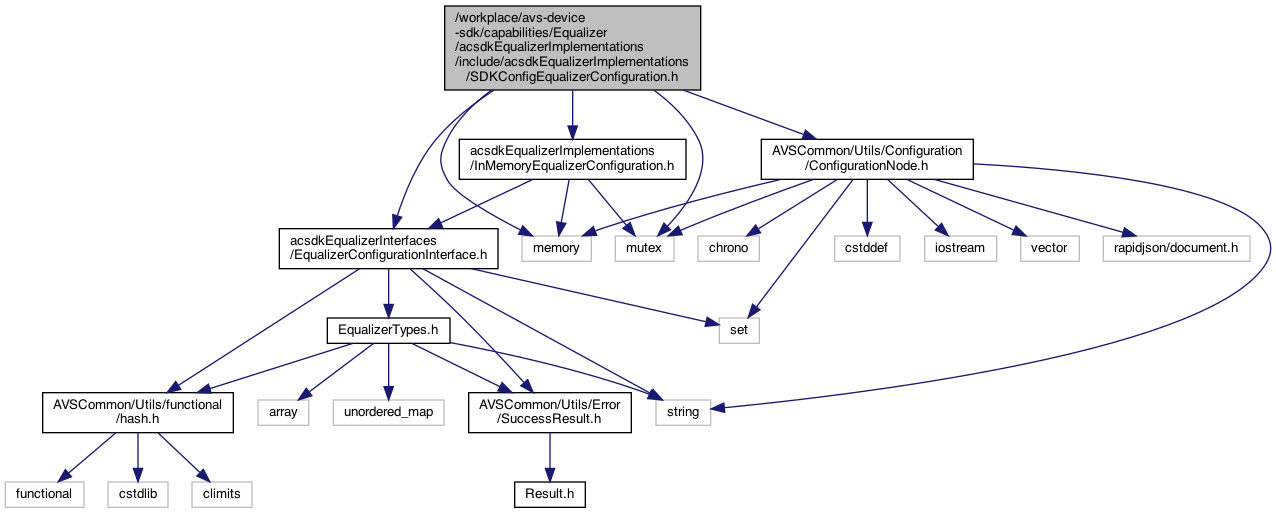 /workplace/avs-device
-sdk/capabilities/Equalizer
/acsdkEqualizerImplementations
/include/acsdkEqualizerImplementations
/SDKConfigEqualizerConfiguration.h
acsdkEqualizerImplementations
/InMemoryEqualizerConfiguration.h
AVSCommon/Utils/Configuration
/ConfigurationNode.h
acsdkEqualizerInterfaces
/EqualizerConfigurationInterface.h
memory
mutex
chrono
cstddef
iostream
vector
rapidjson/document.h
EqualizerTypes.h
set
AVSCommon/Utils/functional
/hash.h
array
unordered_map
AVSCommon/Utils/Error
/SuccessResult.h
string
functional
cstdlib
climits
Result.h